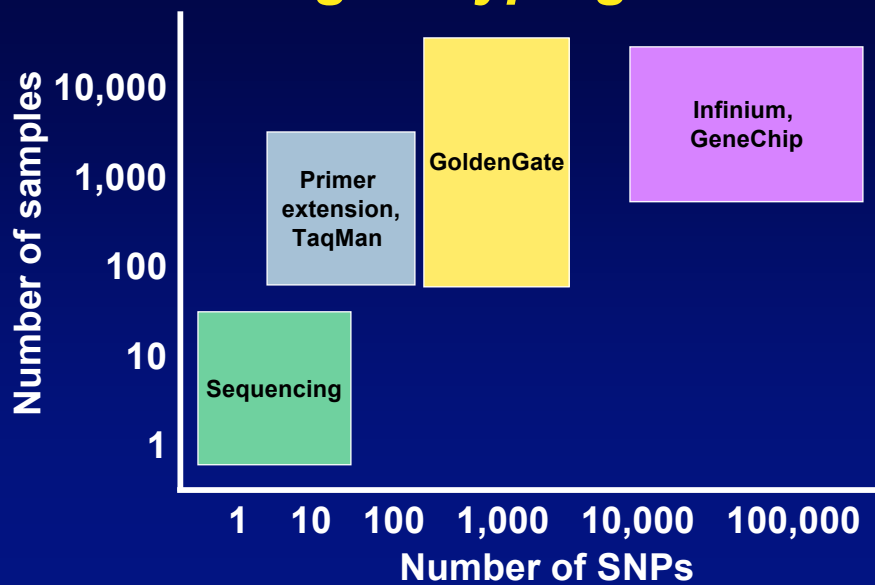 Number of samples
10,000
1,000
100
10
1
Primer
extension,
TaqMan
GoldenGate
Infinium,
GeneChip
Sequencing
1 10 100 1,000 10,000 100,000
Number of SNPs